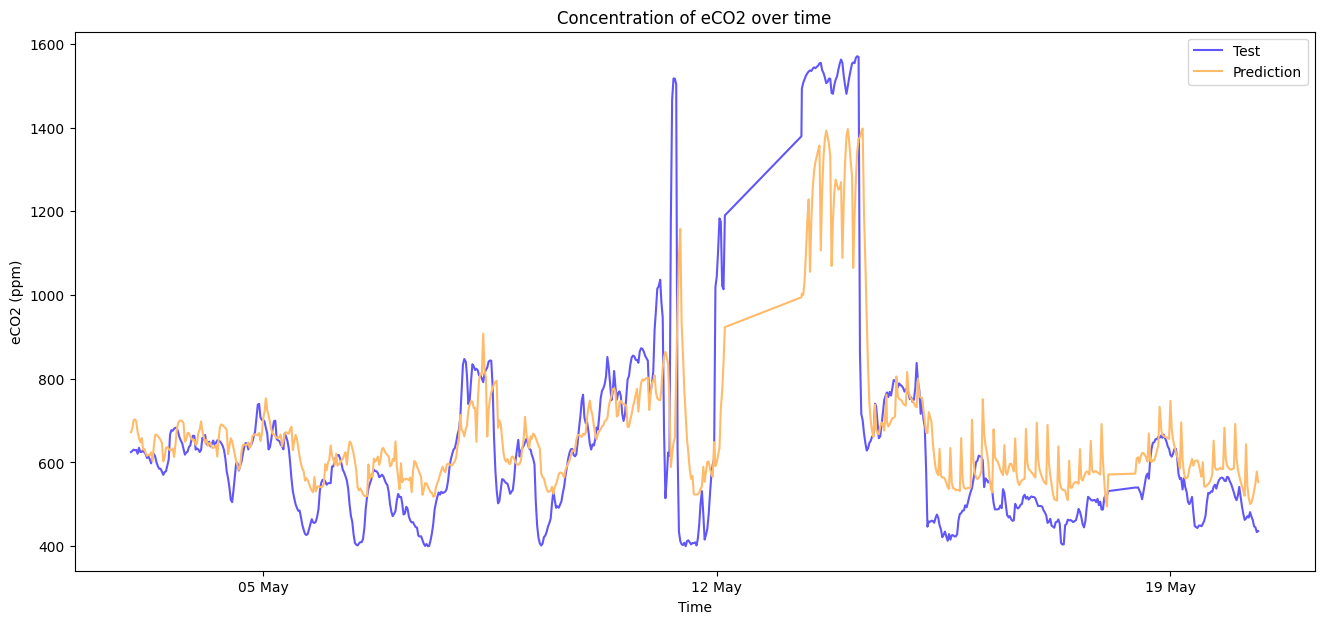 Concentration of eCO2 over time
1600
1400
1200
1000
800
600
400
eCO2 (ppm)
Test
Prediction
05 May
12 May
19 May
Time